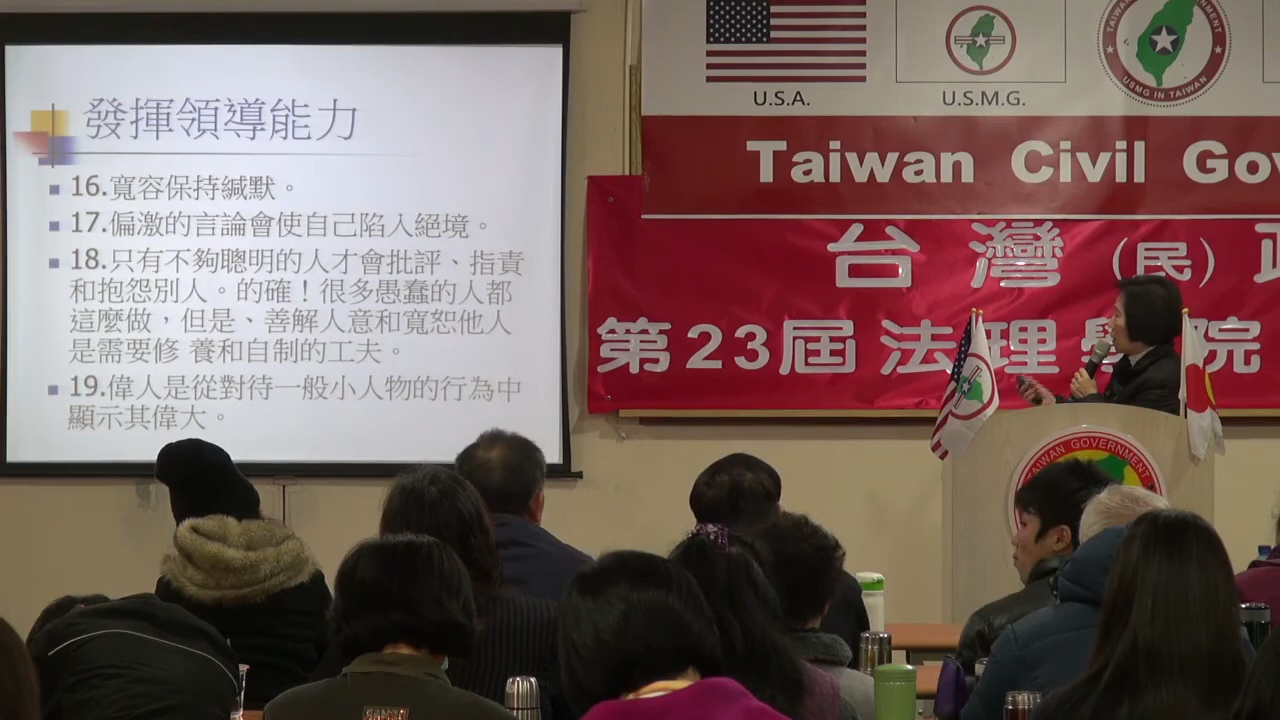 發揮領導能力
16.寬容保持緘默。
17.偏激的言論會使自己陷入絕境。
18.只有不夠聰明的人才會批評、指責
和抱怨別人。的確！很多愚蠢的人都
這麼做，但是、善解人意和寬恕他人
是需要修 養和自制的工夫。
19.偉人是從對待一般小人物的行為中
顯示其偉大。
U.S.A.
U.S.M.G.
USMG IN TAIWAN
Taiwan Civil Gov
台灣（民）政
第23屆法理學院
TAIWAN GOVERNMENT